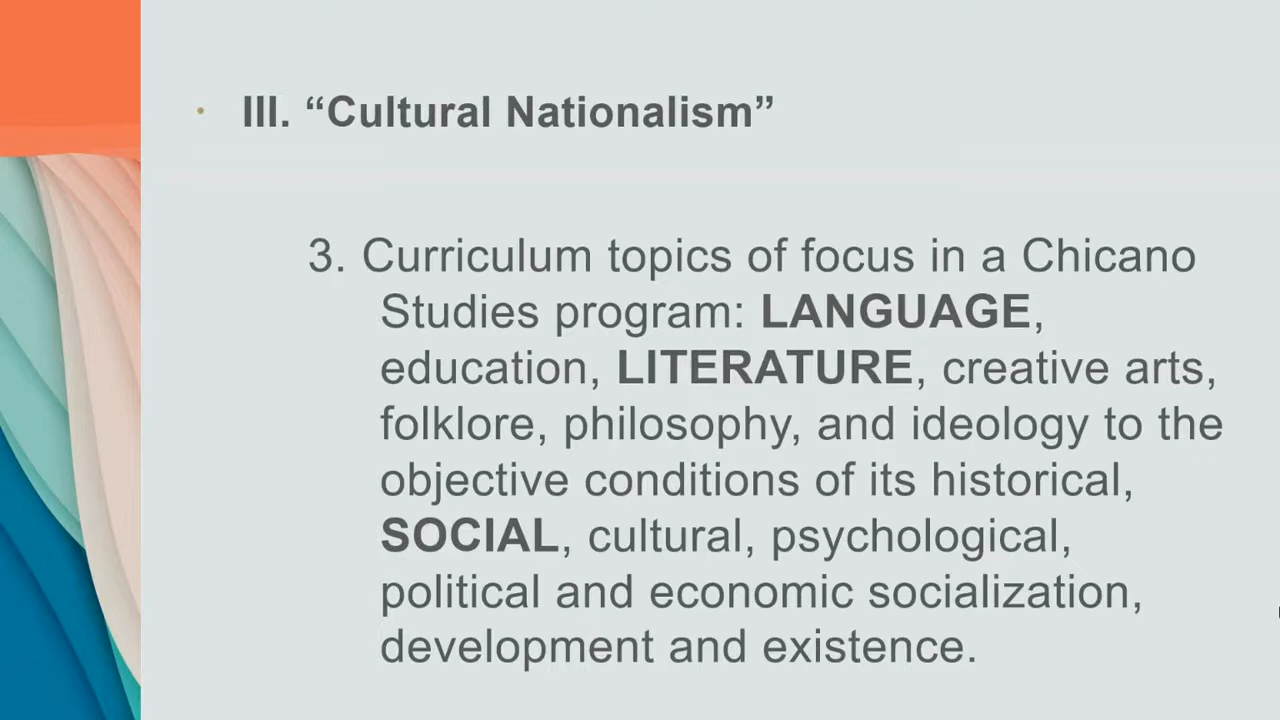 · III. “Cultural Nationalism”
3. Curriculum topics of focus in a Chicano
Studies program: LANGUAGE,
education, LITERATURE, creative arts,
folklore, philosophy, and ideology to the
objective conditions of its historical,
SOCIAL, cultural, psychological,
political and economic socialization,
development and existence.